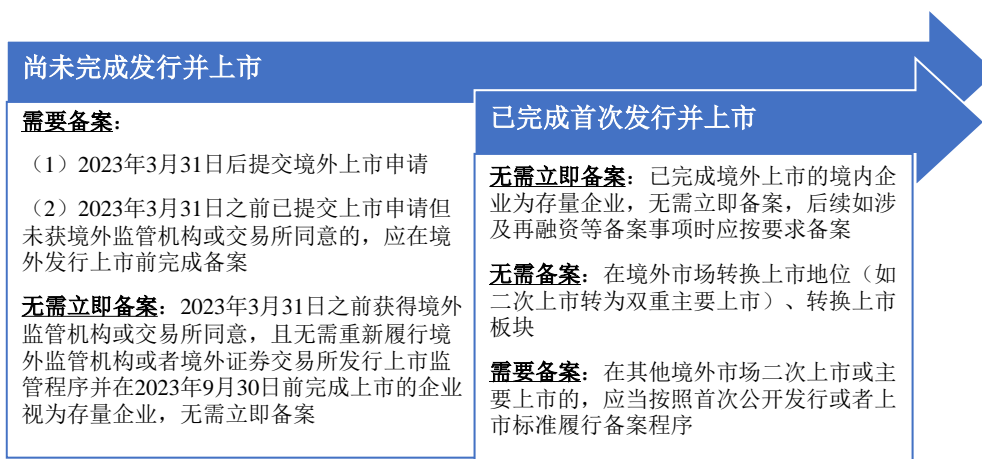 尚未完成发行并上市
需要备案：
（1）2023年3月31日后提交境外上市申请
（2）2023年3月31日之前已提交上市申请但
未获境外监管机构或交易所同意的，应在境
外发行上市前完成备案
无需立即备案：2023年3月31日之前获得境外
监管机构或交易所同意，且无需重新履行境
外监管机构或者境外证券交易所发行上市监
管程序并在2023年9月30日前完成上市的企业
视为存量企业，无需立即备案
已完成首次发行并上市
无需立即备案：已完成境外上市的境内企
业为存量企业，无需立即备案，后续如涉
及再融资等备案事项时应按要求备案
无需备案：在境外市场转换上市地位（如
二次上市转为双重主要上市）、转换上市
板块
需要备案：在其他境外市场二次上市或主
要上市的，应当按照首次公开发行或者上
市标准履行备案程序